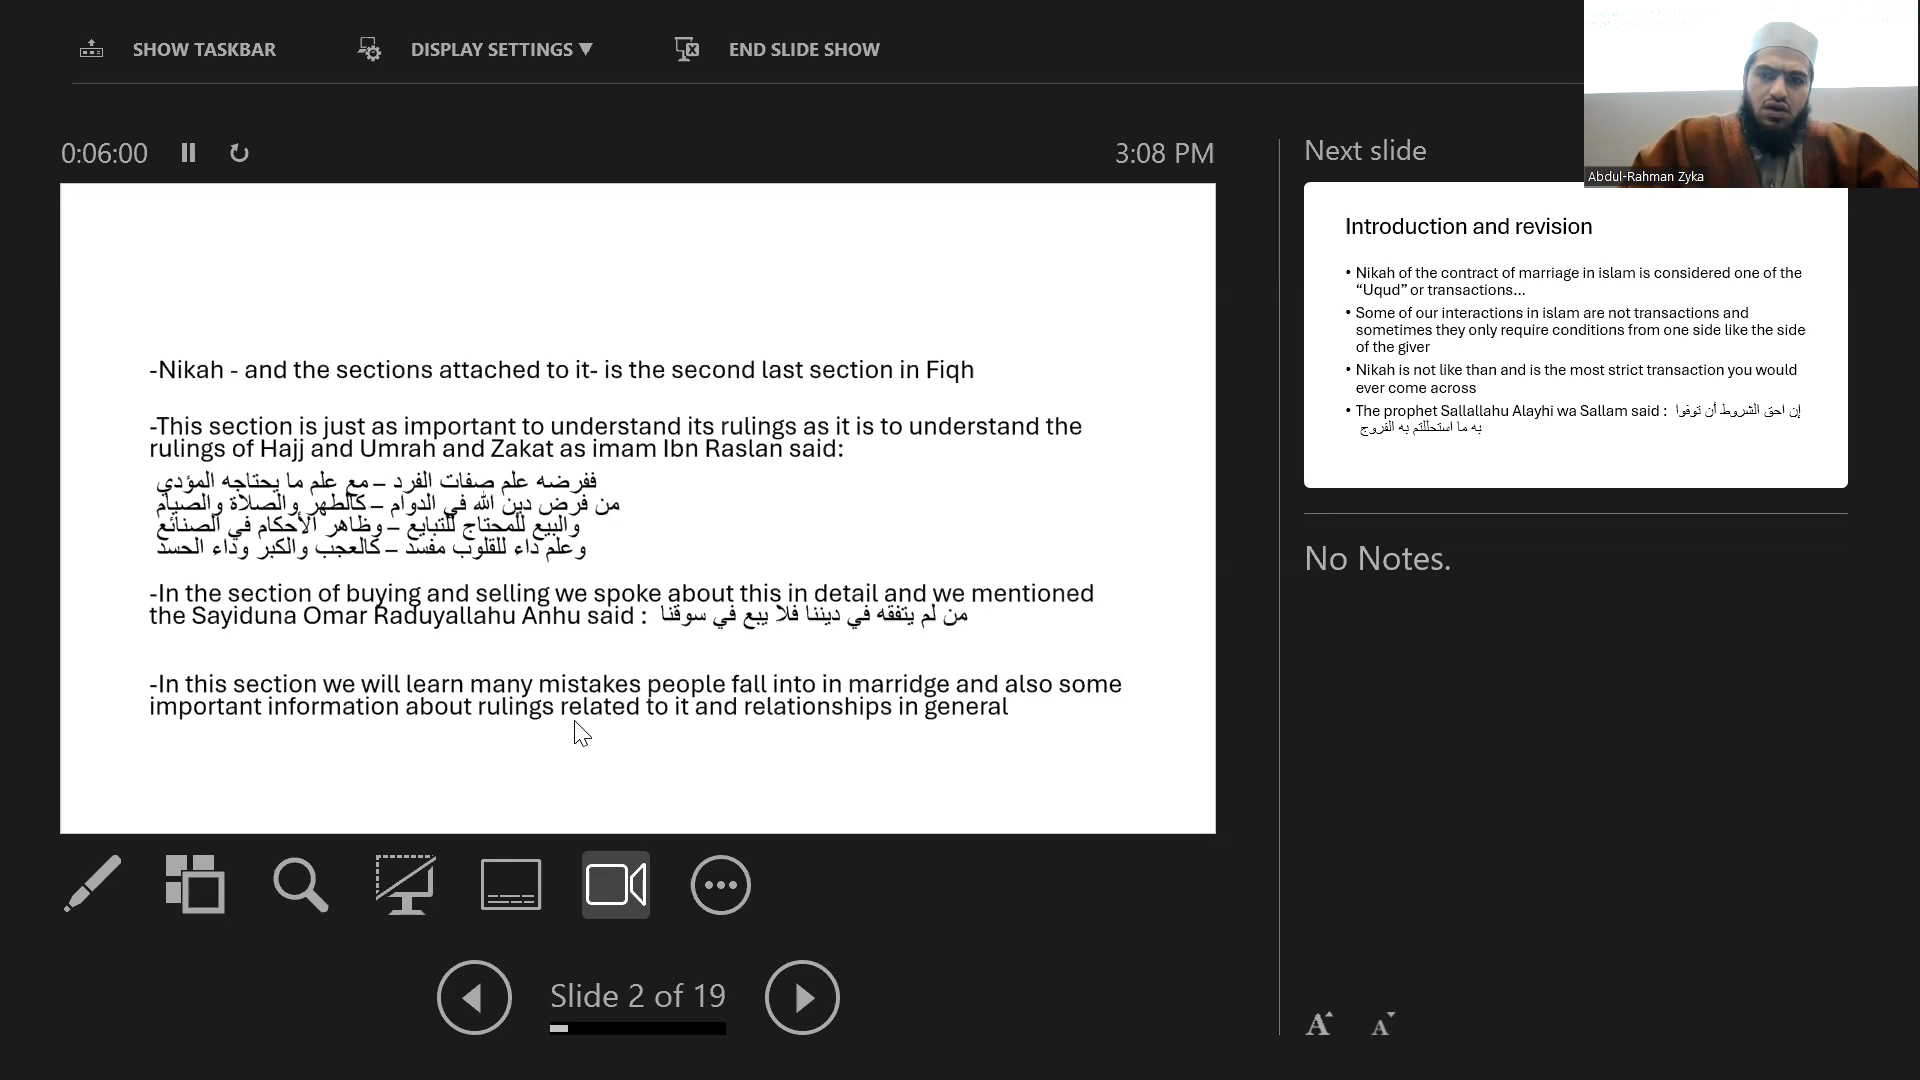 SHOW TASKBAR
DISPLAY SETTINGS ▼
END SLIDE SHOW
0:06:00
3:08 PM
-Nikah - and the sections attached to it- is the second last section in Fiqh
-This section is just as important to understand its rulings as it is to understand the
rulings of Hajj and Umrah and Zakat as imam Ibn Raslan said:
ففرضه علم صفات الفرد – مع علم ما يحتاجه المؤدي
من فرض دين الله في الدوام – كالطهر والصلاة والصيام
والبيع للمحتاج للتبايع – وظاهر الأحكام في الصنائع
وعلم داء للقلوب مفسد – كالعجب والكبر وداء الحسد
-In the section of buying and selling we spoke about this in detail and we mentioned
the Sayiduna Omar Raduyallahu Anhu said : من لم يتفقه في ديننا فلا يبع في سوقنا
-In this section we will learn many mistakes people fall into in marridge and also some
important information about rulings related to it and relationships in general
Slide 2 of 19
Next slide
Abdul-Rahman Zyka
Introduction and revision
• Nikah of the contract of marriage in islam is considered one of the
“Uqud” or transactions...
• Some of our interactions in islam are not transactions and
sometimes they only require conditions from one side like the side
of the giver
• Nikah is not like than and is the most strict transaction you would
ever come across
• The prophet Sallallahu Alayhi wa Sallam said : إن احق الشروط أن توفوا
به ما استحللتم به الفروج
No Notes.
A A